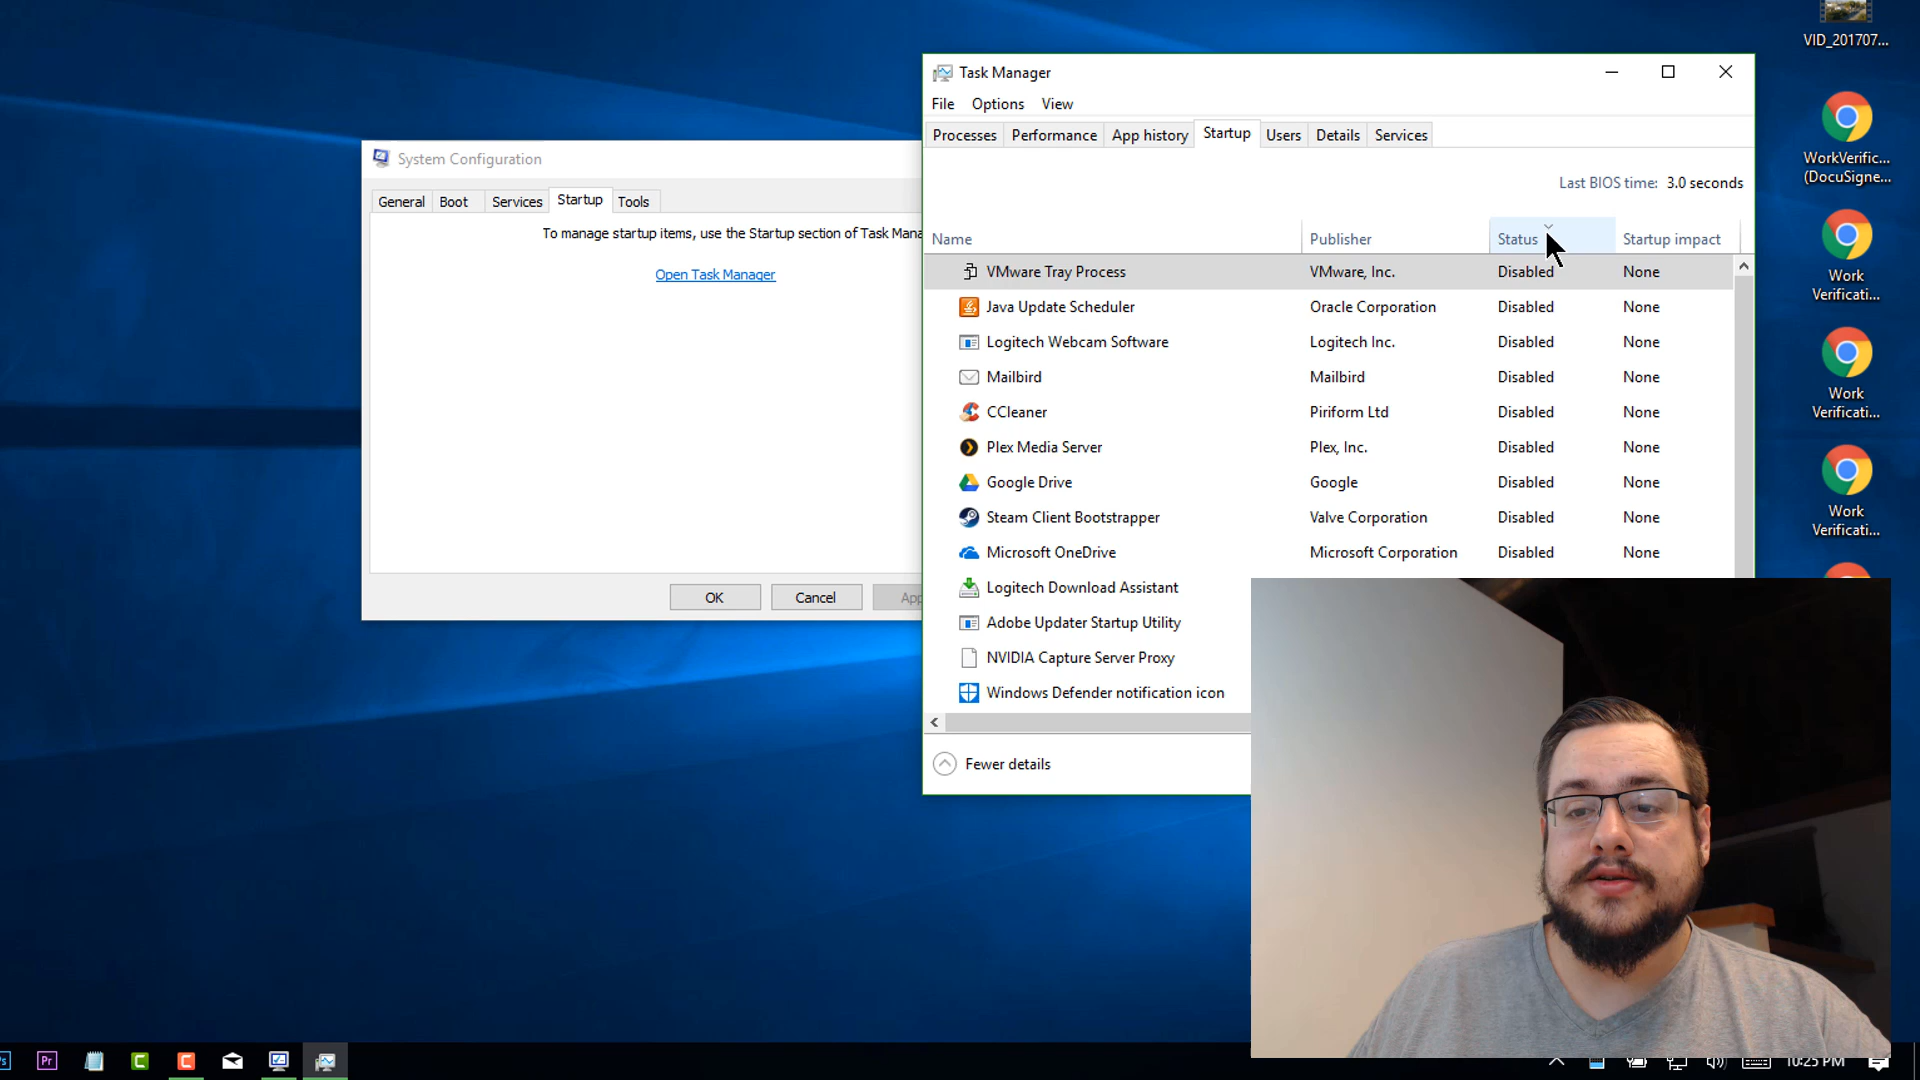 VID_201707...
Task Manager
File Options View
Processes Performance App history Startup Users Details Services
WorkVerific...
(DocuSigne...
System Configuration
General Boot Services Startup Tools
Last BIOS time: 3.0 seconds
To manage startup items, use the Startup section of Task Mana
Open Task Manager
Name Publisher Status Startup impact
VMware Tray Process VMware, Inc. Disabled None
Java Update Scheduler Oracle Corporation Disabled None
Logitech Webcam Software Logitech Inc. Disabled None
Mailbird Mailbird Disabled None
CCleaner Piriform Ltd Disabled None
Plex Media Server Plex, Inc. Disabled None
Google Drive Google Disabled None
Steam Client Bootstrapper Valve Corporation Disabled None
Microsoft OneDrive Microsoft Corporation Disabled None
Logitech Download Assistant
Adobe Updater Startup Utility
NVIDIA Capture Server Proxy
Windows Defender notification icon
Fewer details
Work
Verificati...
Work
Verificati...
Work
Verificati...
OK Cancel App
Pr
10:25 PM